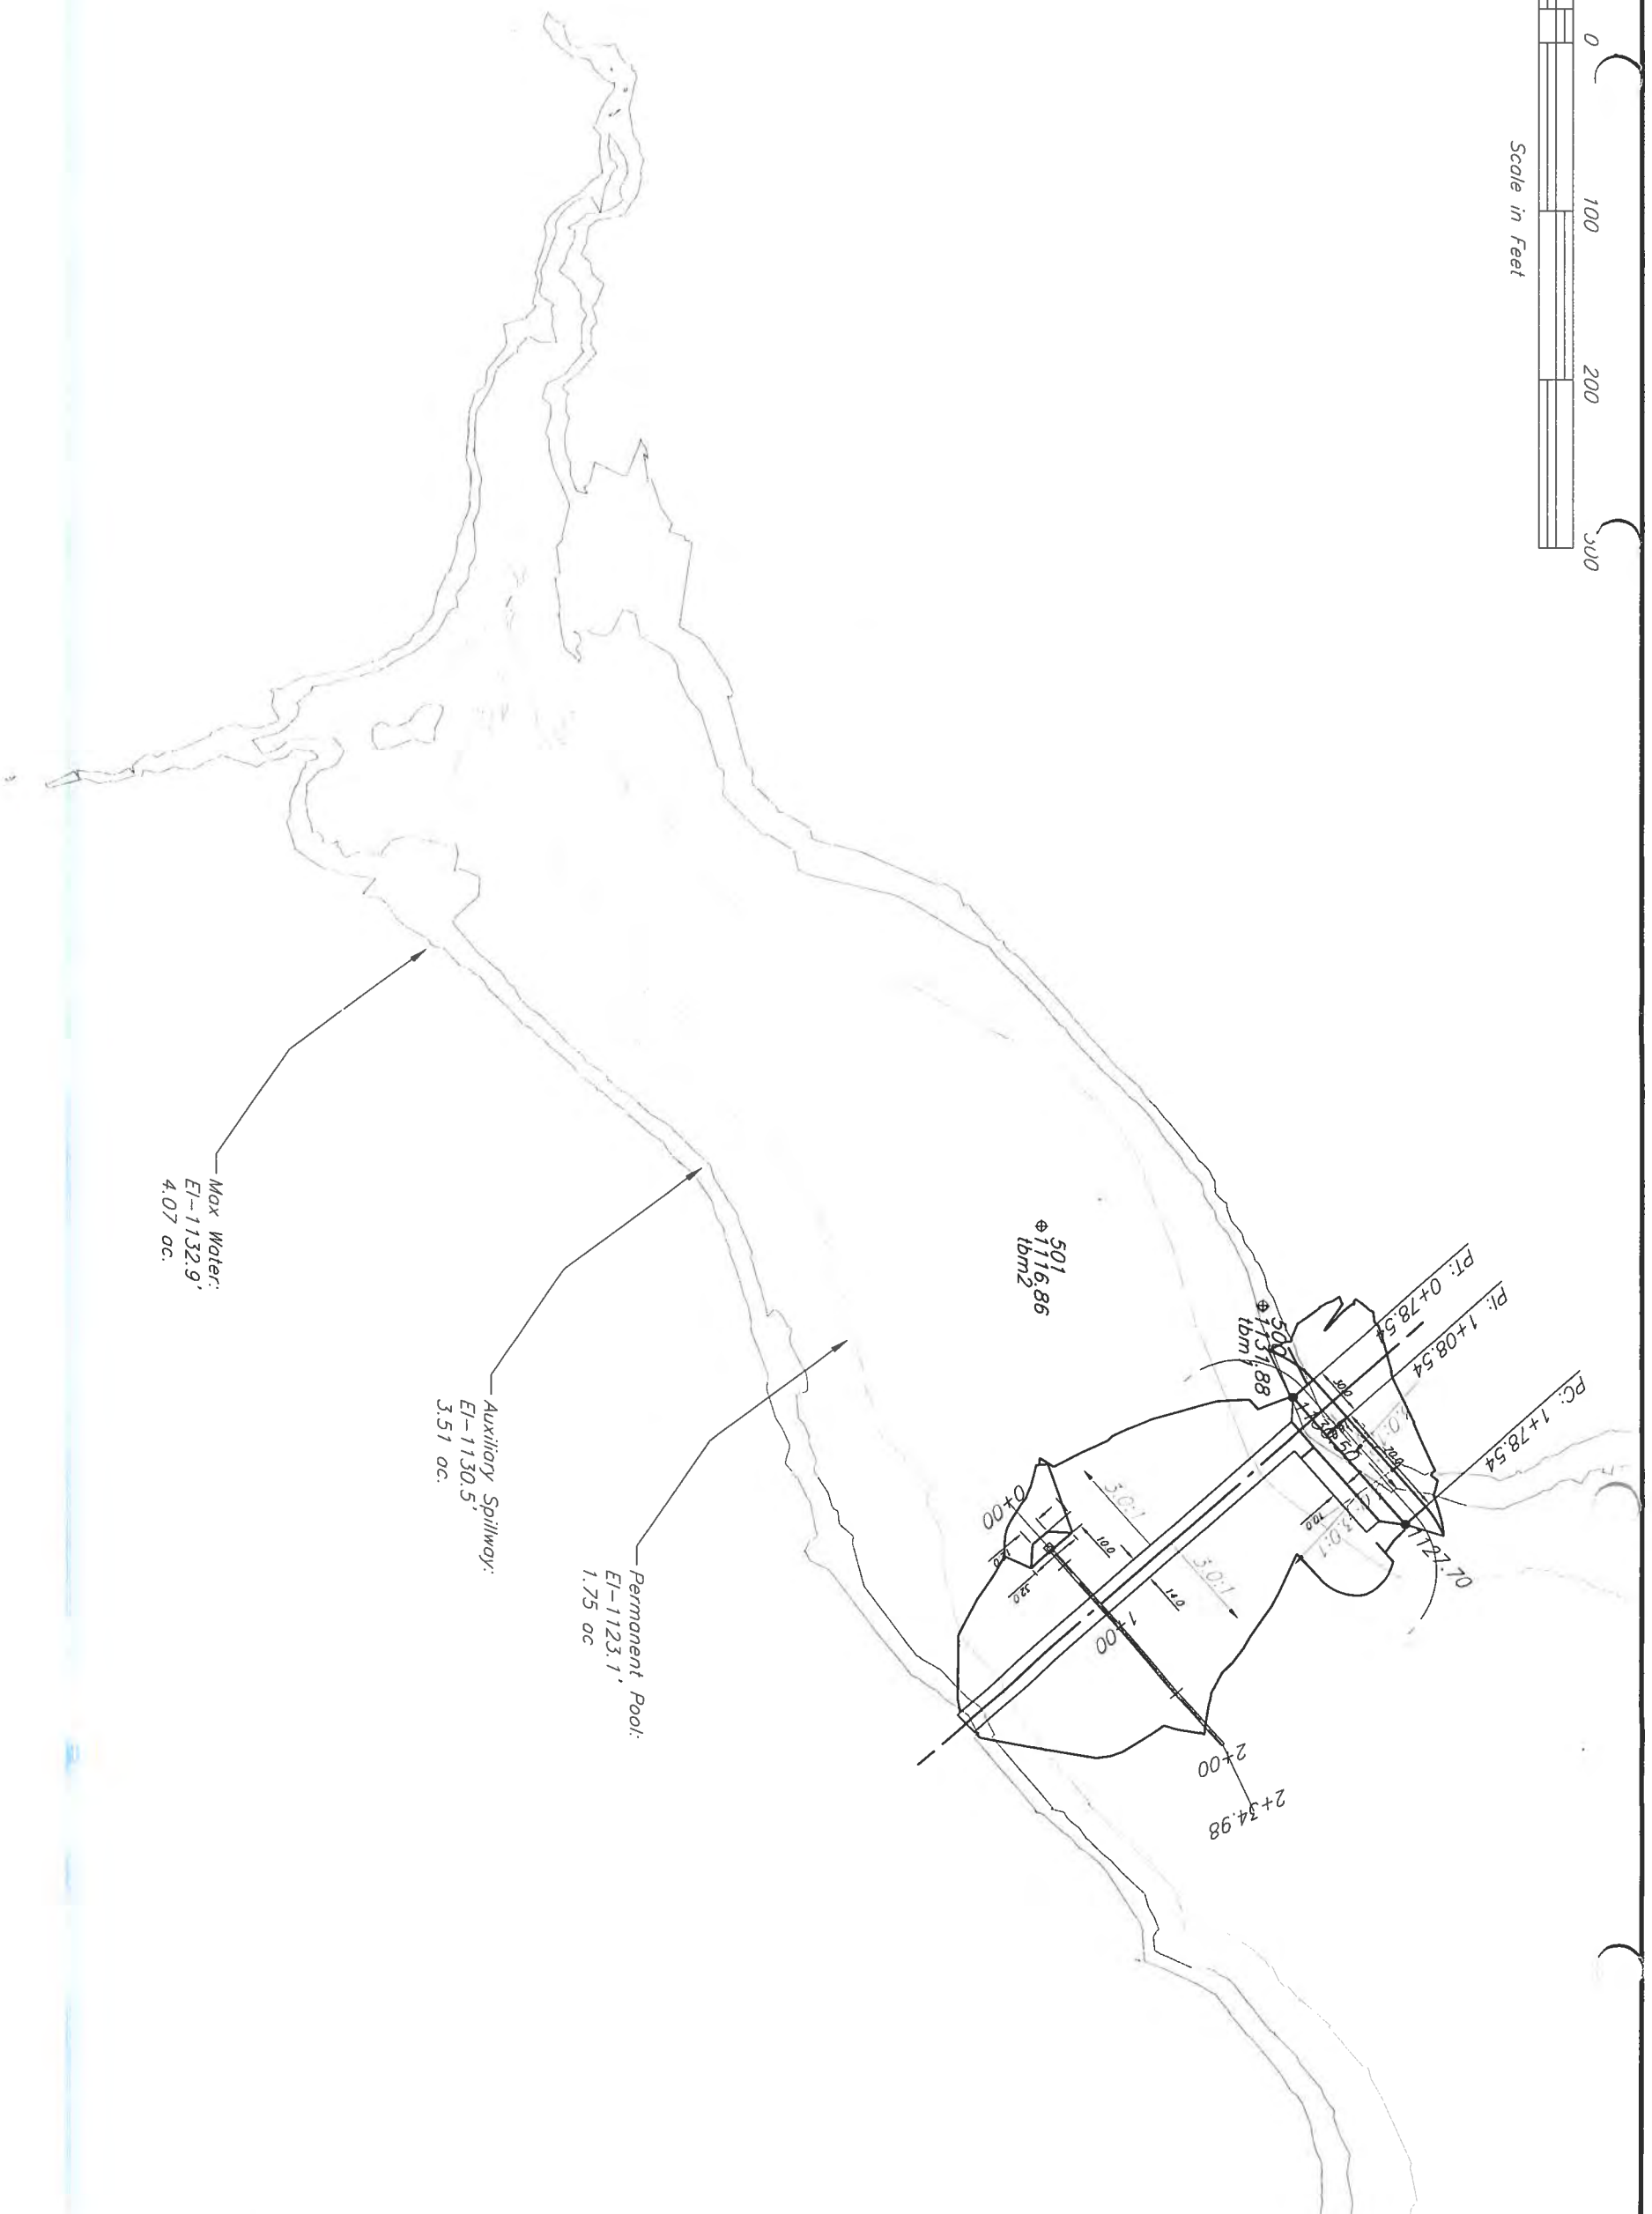 0
100
200
Scale in Feet
PT: 0+78.54
PI: 1+08.54
PC: 1+78.54
501
1116.86
tbm2
500
1131.88
tbm
1127.70
3.0:1
3.0:1
3.0:1
0+00
1+00
2+00
2+34.98
Max Water:
El-1132.9'
4.07 ac.
Auxiliary Spillway:
El-1130.5'
3.51 ac.
Permanent Pool:
El-1123.1'
1.75 ac